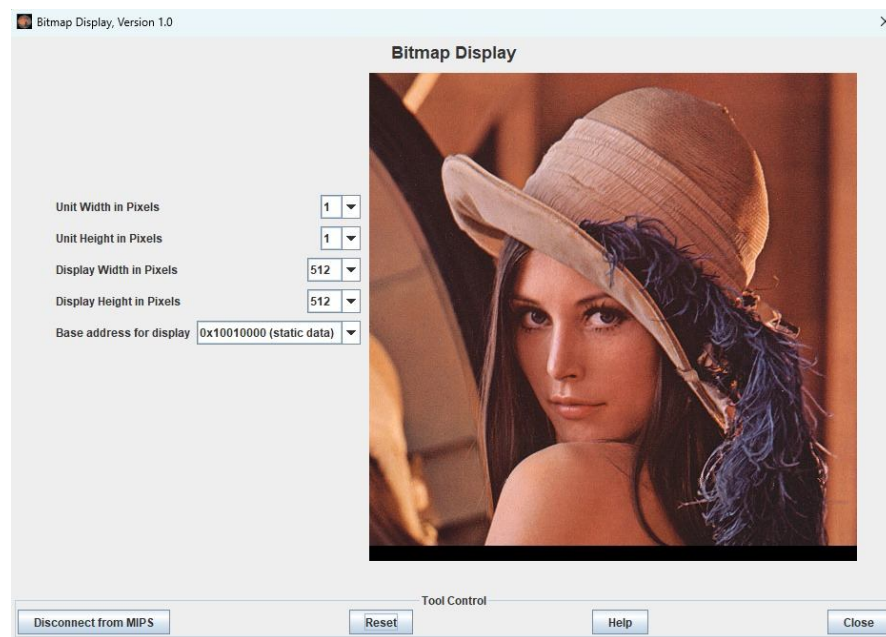 Bitmap Display, Version 1.0
Bitmap Display
Unit Width in Pixels 1
Unit Height in Pixels 1
Display Width in Pixels 512
Display Height in Pixels 512
Base address for display 0x10010000 (static data)
Tool Control
Disconnect from MIPS Reset Help Close